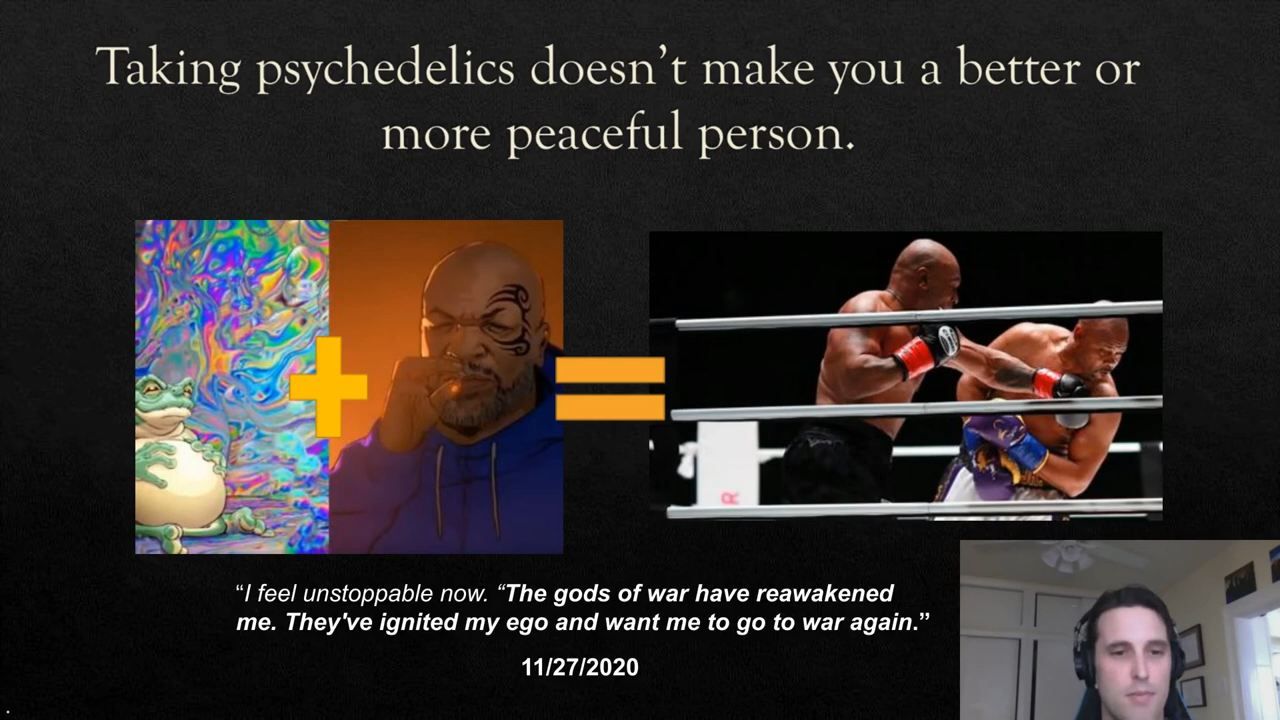 Taking psychedelics doesn’t make you a better or
more peaceful person.
R
“I feel unstoppable now. “The gods of war have reawakened
me. They've ignited my ego and want me to go to war again.”
11/27/2020